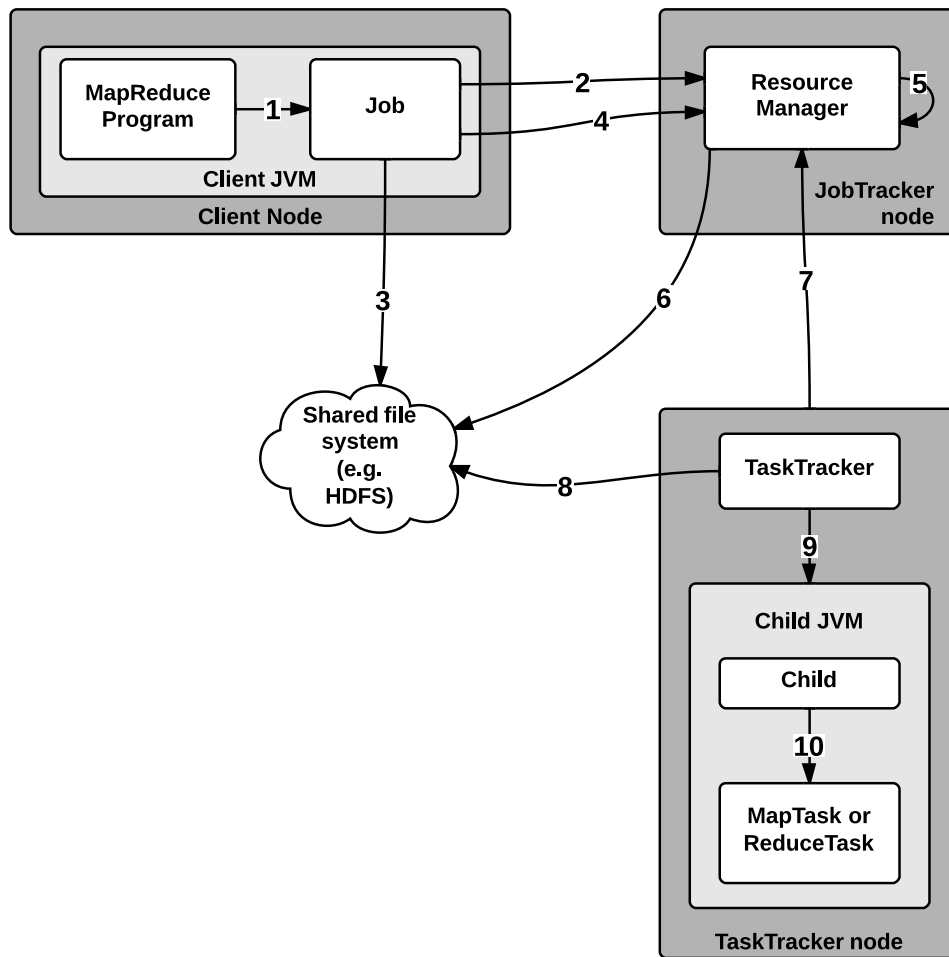 MapReduce
Program
1
Job
2
4
Resource
Manager
5
Client JVM
Client Node
JobTracker
node
3
6
7
Shared file
system
(e.g.
HDFS)
8
TaskTracker
9
Child JVM
Child
10
MapTask or
ReduceTask
TaskTracker node